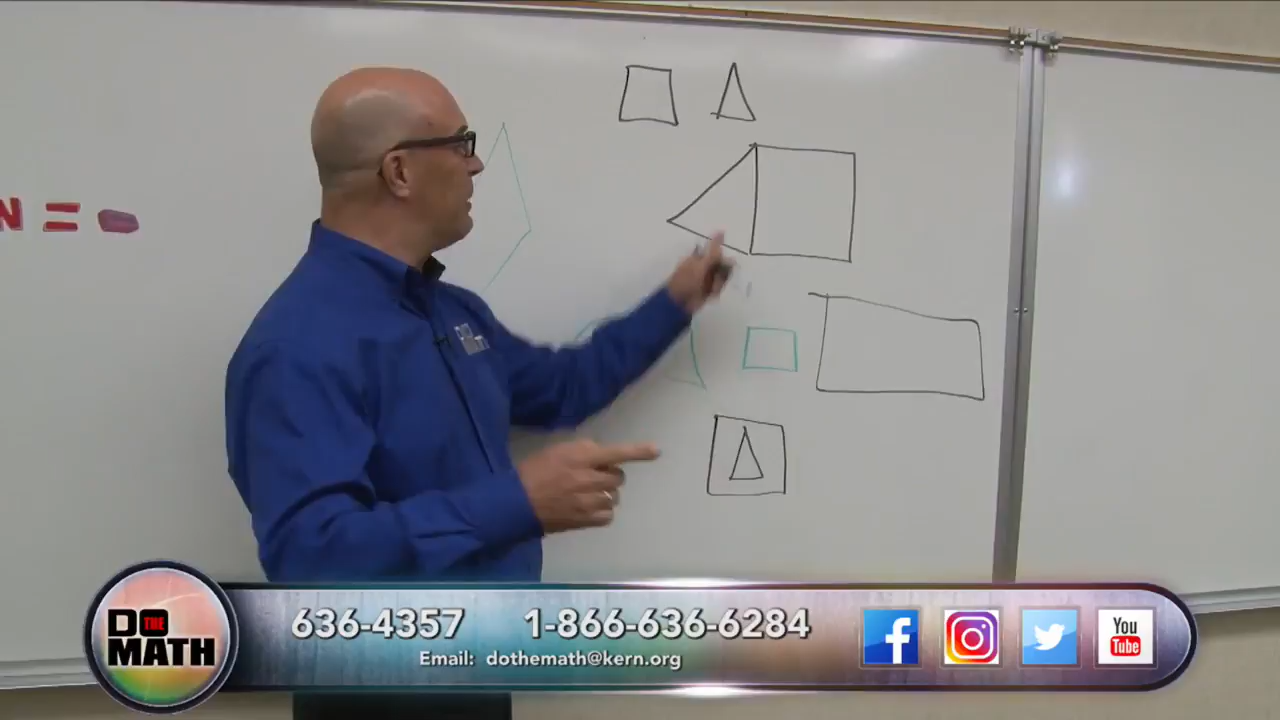 N =
DO THE
MATH
636-4357 1-866-636-6284
Email: dothemath@kern.org
You
Tube